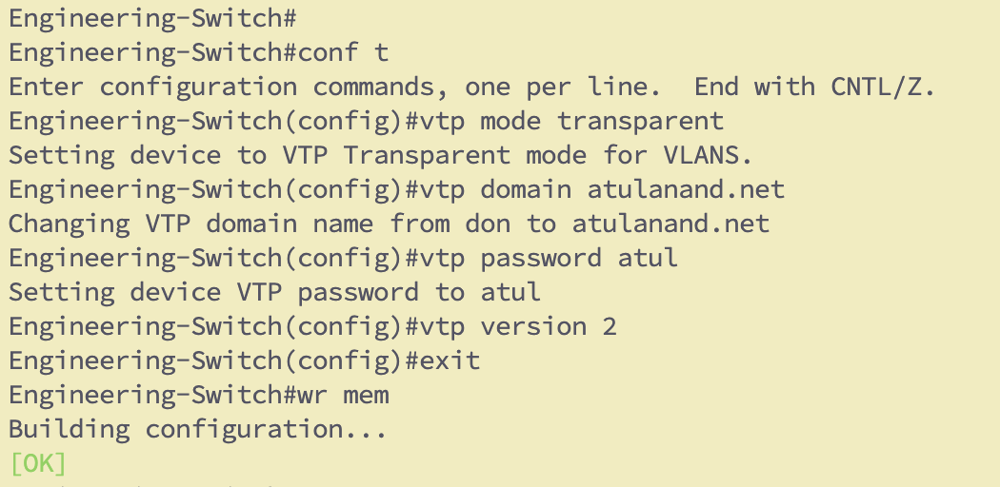 Engineering-Switch#
Engineering-Switch#conf t
Enter configuration commands, one per line.  End with CNTL/Z.
Engineering-Switch(config)#vtp mode transparent
Setting device to VTP Transparent mode for VLANS.
Engineering-Switch(config)#vtp domain atulanand.net
Changing VTP domain name from don to atulanand.net
Engineering-Switch(config)#vtp password atul
Setting device VTP password to atul
Engineering-Switch(config)#vtp version 2
Engineering-Switch(config)#exit
Engineering-Switch#wr mem
Building configuration...
[OK]